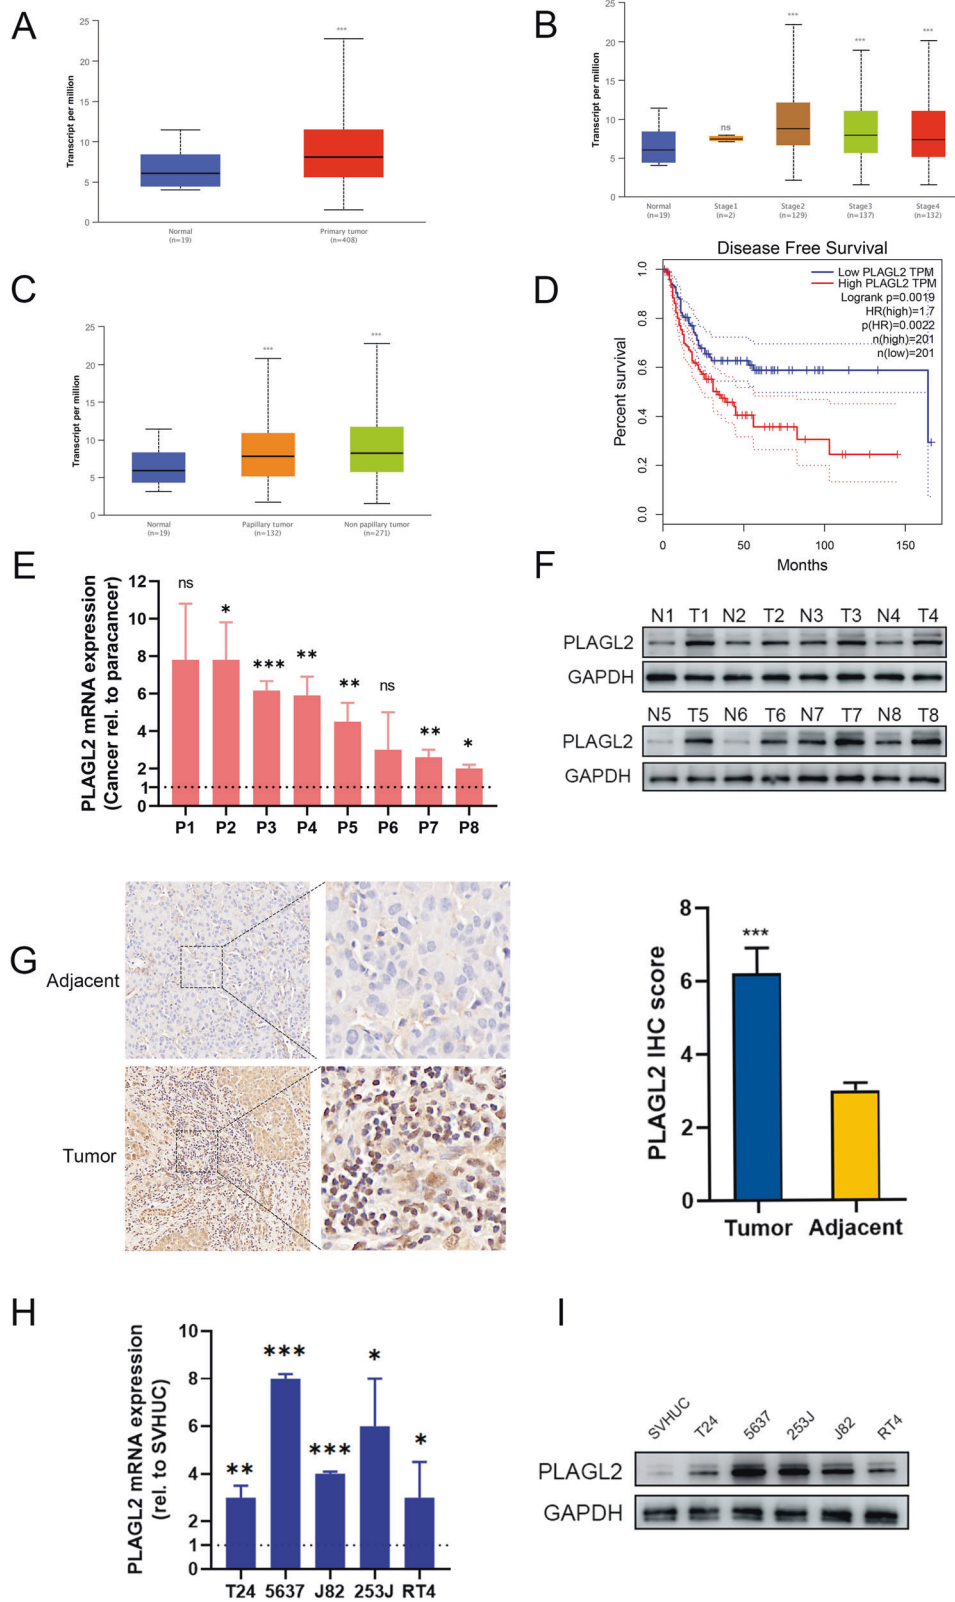 A
Transcript per million
25
20
15
10
5
0
***
Normal
(n=19)
Primary tumor
(n=408)
B
Transcript per million
25
20
15
10
5
0
ns
***
***
***
Normal
(n=19)
Stage1
(n=2)
Stage2
(n=129)
Stage3
(n=137)
Stage4
(n=132)
C
Transcript per million
25
20
15
10
5
0
***
***
Normal
(n=19)
Papillary tumor
(n=132)
Non papillary tumor
(n=271)
D
Disease Free Survival
Low PLAGL2 TPM
High PLAGL2 TPM
Logrank p=0.0019
HR(high)=1.7
p(HR)=0.0022
n(high)=201
n(low)=201
Percent survival
1.0
0.8
0.6
0.4
0.2
0.0
0 50 100 150
Months
E
PLAGL2 mRNA expression
(Cancer rel. to paracancer)
12
10
8
6
4
2
1
0
ns
*
***
**
**
ns
**
*
P1 P2 P3 P4 P5 P6 P7 P8
F
N1 T1 N2 T2 N3 T3 N4 T4
PLAGL2
GAPDH
N5 T5 N6 T6 N7 T7 N8 T8
PLAGL2
GAPDH
G
Adjacent
Tumor
PLAGL2 IHC score
8
6
4
2
0
***
Tumor Adjacent
H
PLAGL2 mRNA expression
(rel. to SVHUC)
10
8
6
4
2
1
0
**
***
***
*
*
T24 5637 J82 253J RT4
I
SVHUC T24 5637 253J J82 RT4
PLAGL2
GAPDH